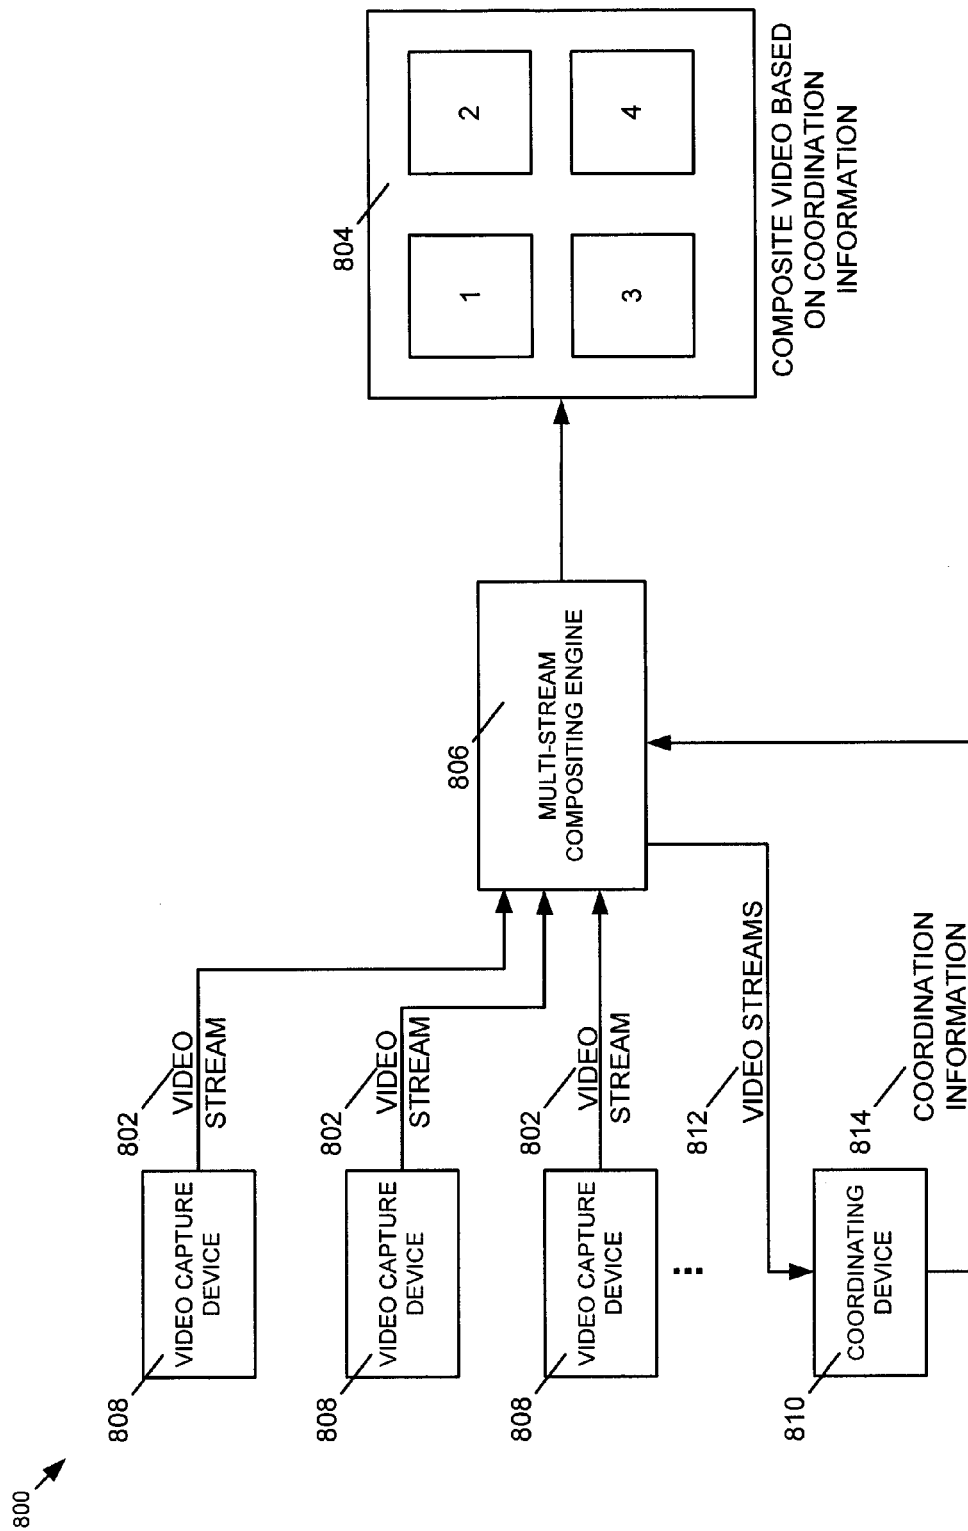 800
808
VIDEO CAPTURE
DEVICE
802
VIDEO
STREAM
808
VIDEO CAPTURE
DEVICE
802
VIDEO
STREAM
808
VIDEO CAPTURE
DEVICE
802
VIDEO
STREAM
...
812
VIDEO STREAMS
810
COORDINATING
DEVICE
814
COORDINATION
INFORMATION
806
MULTI-STREAM
COMPOSITING ENGINE
804
1
2
3
4
COMPOSITE VIDEO BASED
ON COORDINATION
INFORMATION